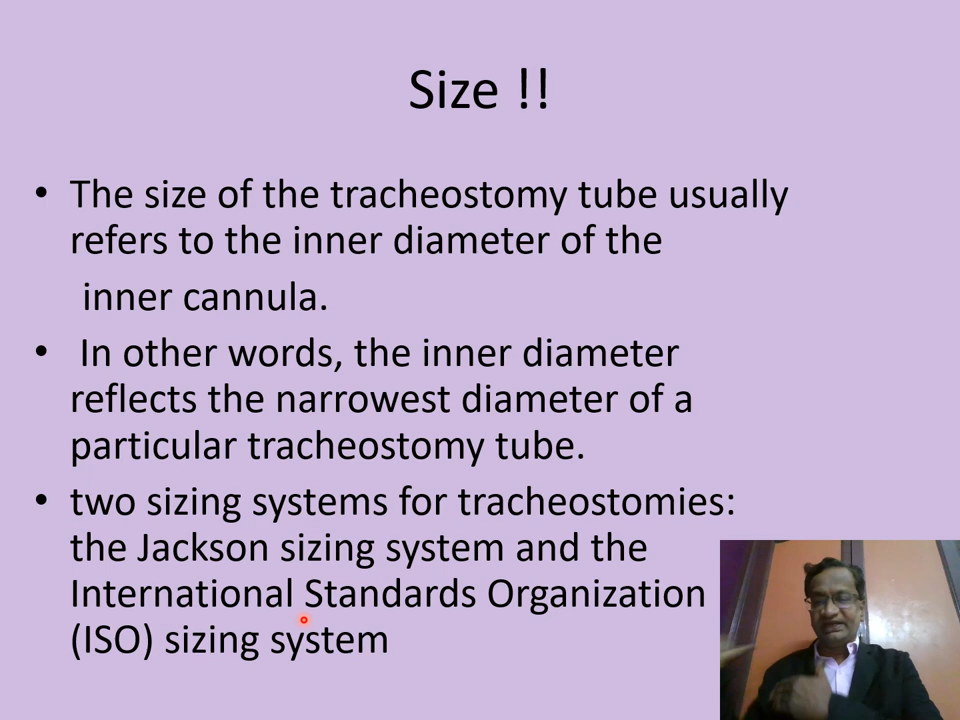 Size !!
• The size of the tracheostomy tube usually
refers to the inner diameter of the
inner cannula.
• In other words, the inner diameter
reflects the narrowest diameter of a
particular tracheostomy tube.
• two sizing systems for tracheostomies:
the Jackson sizing system and the
International Standards Organization
(ISO) sizing system